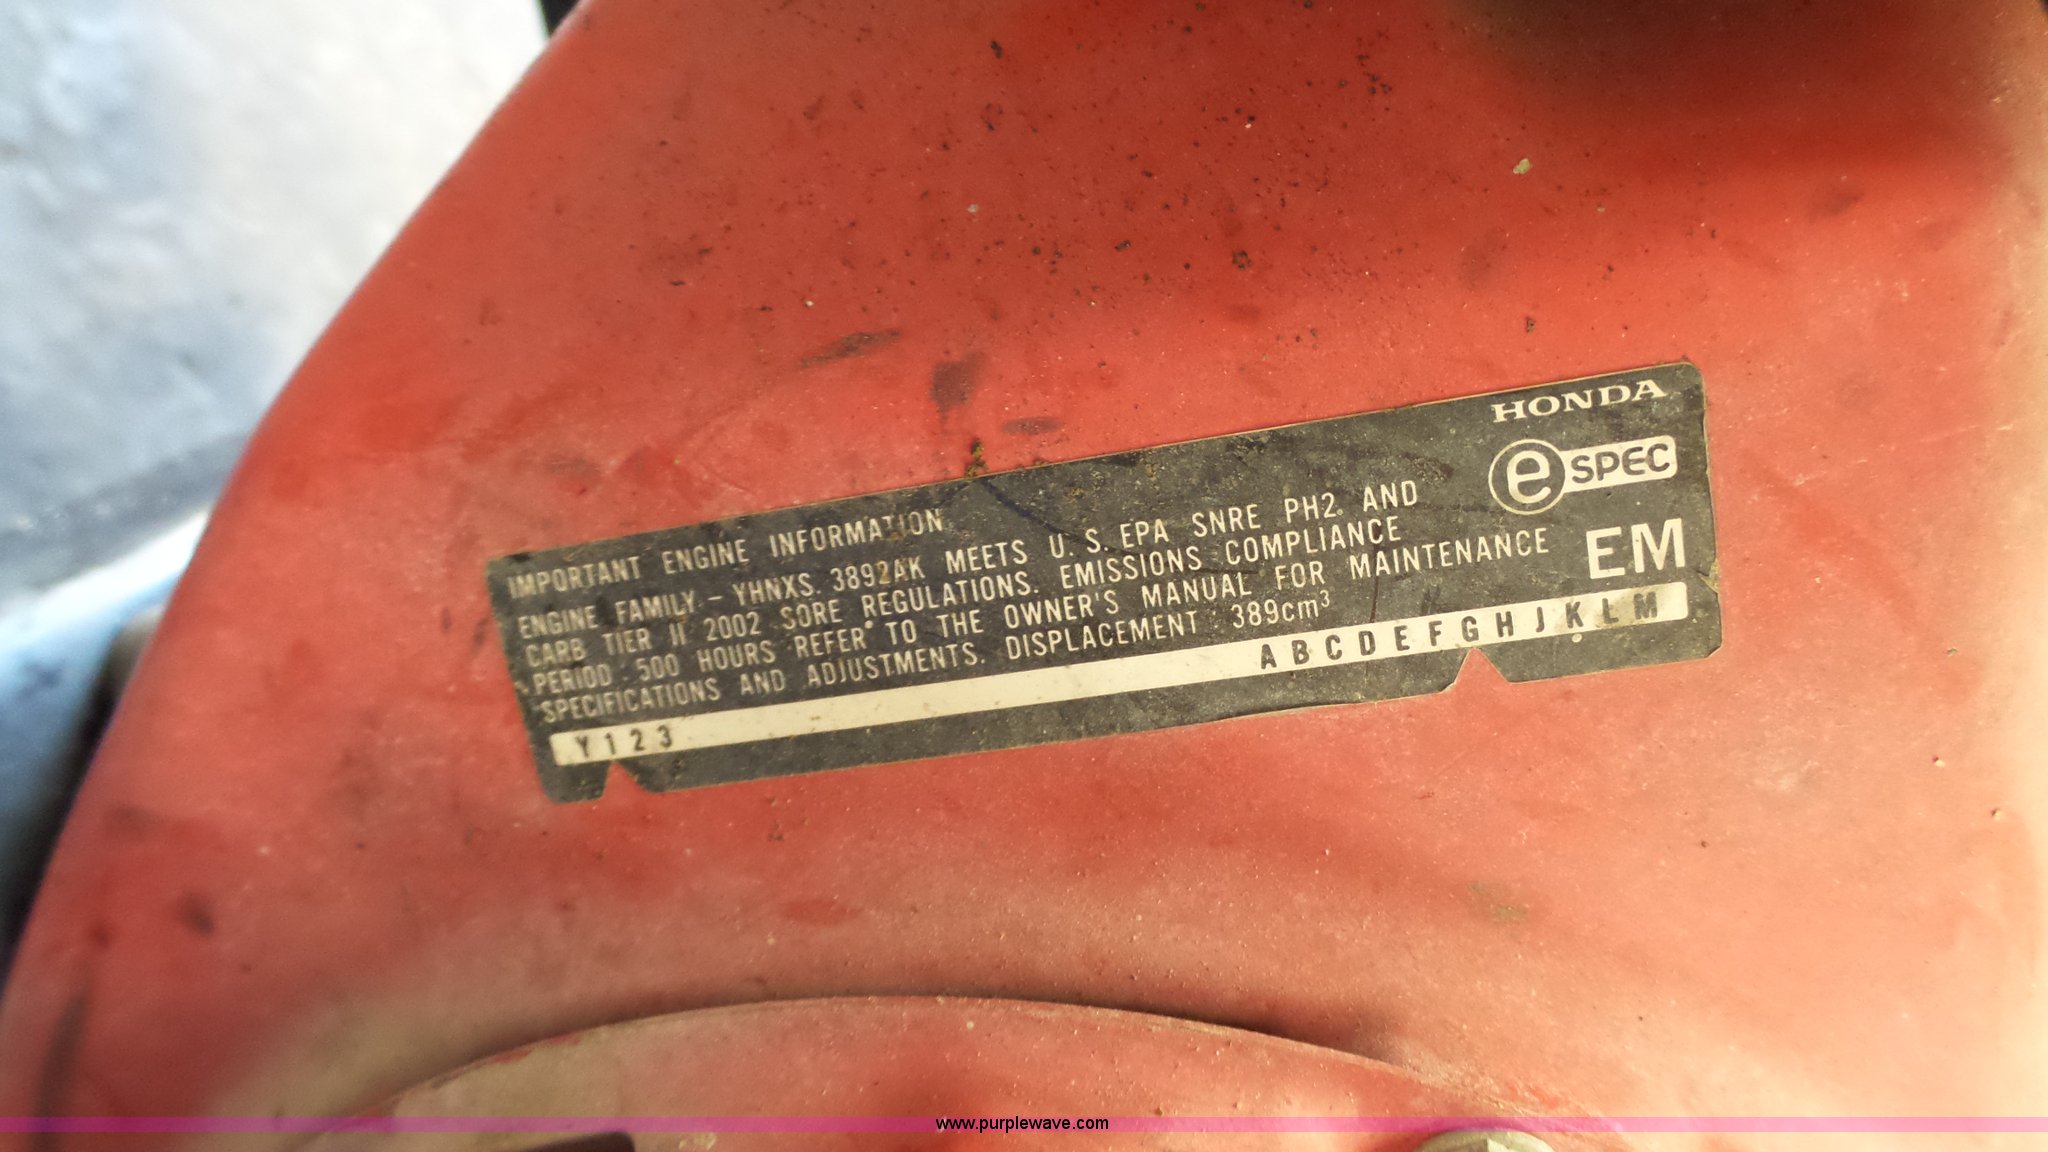 HONDA
e SPEC
EM
IMPORTANT ENGINE INFORMATION
ENGINE FAMILY - YHNXS. 3892AK MEETS U. S. EPA SNRE PH2 AND
CARB TIER II 2002 SORE REGULATIONS. EMISSIONS COMPLIANCE
PERIOD : 500 HOURS REFER TO THE OWNER'S MANUAL FOR MAINTENANCE
SPECIFICATIONS AND ADJUSTMENTS. DISPLACEMENT : 389cm³
Y 1 2 3 A B C D E F G H J K L M
www.purplewave.com